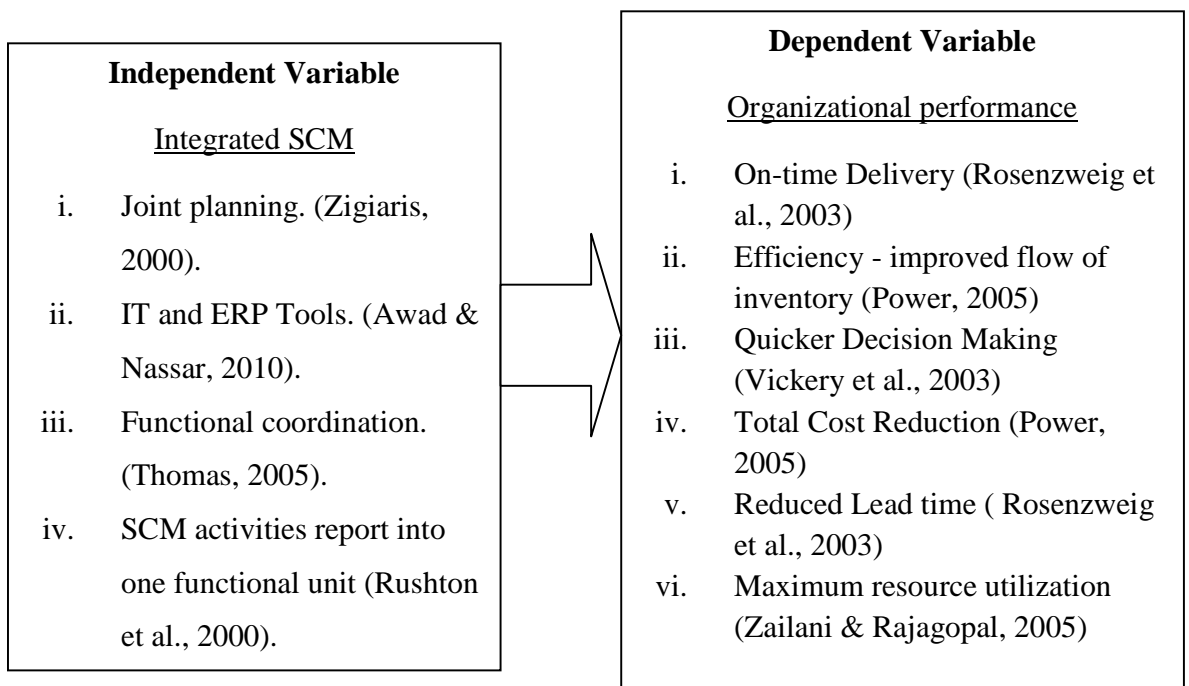 Independent Variable
Integrated SCM
i. Joint planning. (Zigiaris,
2000).
ii. IT and ERP Tools. (Awad &
Nassar, 2010).
iii. Functional coordination.
(Thomas, 2005).
iv. SCM activities report into
one functional unit (Rushton
et al., 2000).
Dependent Variable
Organizational performance
i. On-time Delivery (Rosenzweig et
al., 2003)
ii. Efficiency - improved flow of
inventory (Power, 2005)
iii. Quicker Decision Making
(Vickery et al., 2003)
iv. Total Cost Reduction (Power,
2005)
v. Reduced Lead time ( Rosenzweig
et al., 2003)
vi. Maximum resource utilization
(Zailani & Rajagopal, 2005)